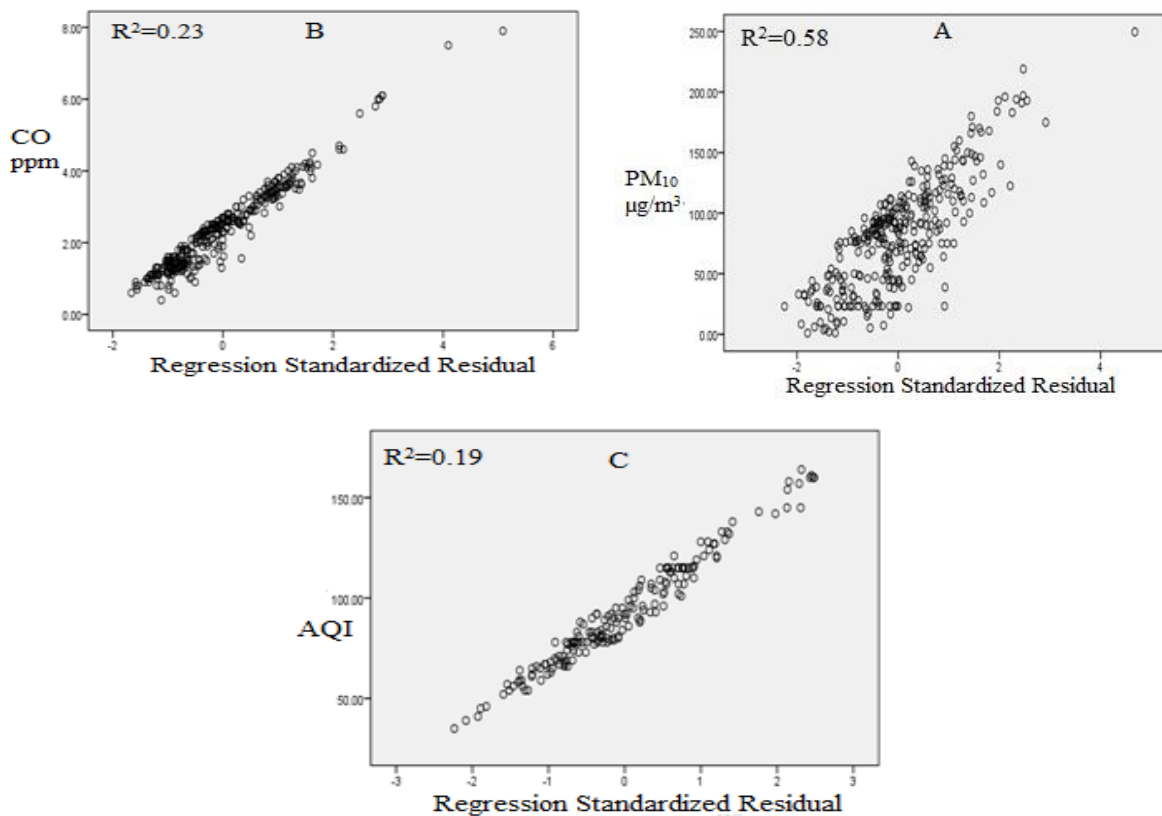 R²=0.23
B
8.00
6.00
4.00
2.00
0.00
CO
ppm
-2 0 2 4 6
Regression Standardized Residual
R²=0.58
A
250.00
200.00
150.00
100.00
50.00
00.00
PM₁₀
µg/m³
-2 0 2 4
Regression Standardized Residual
R²=0.19
C
150.00
100.00
50.00
AQI
-3 -2 -1 0 1 2 3
Regression Standardized Residual